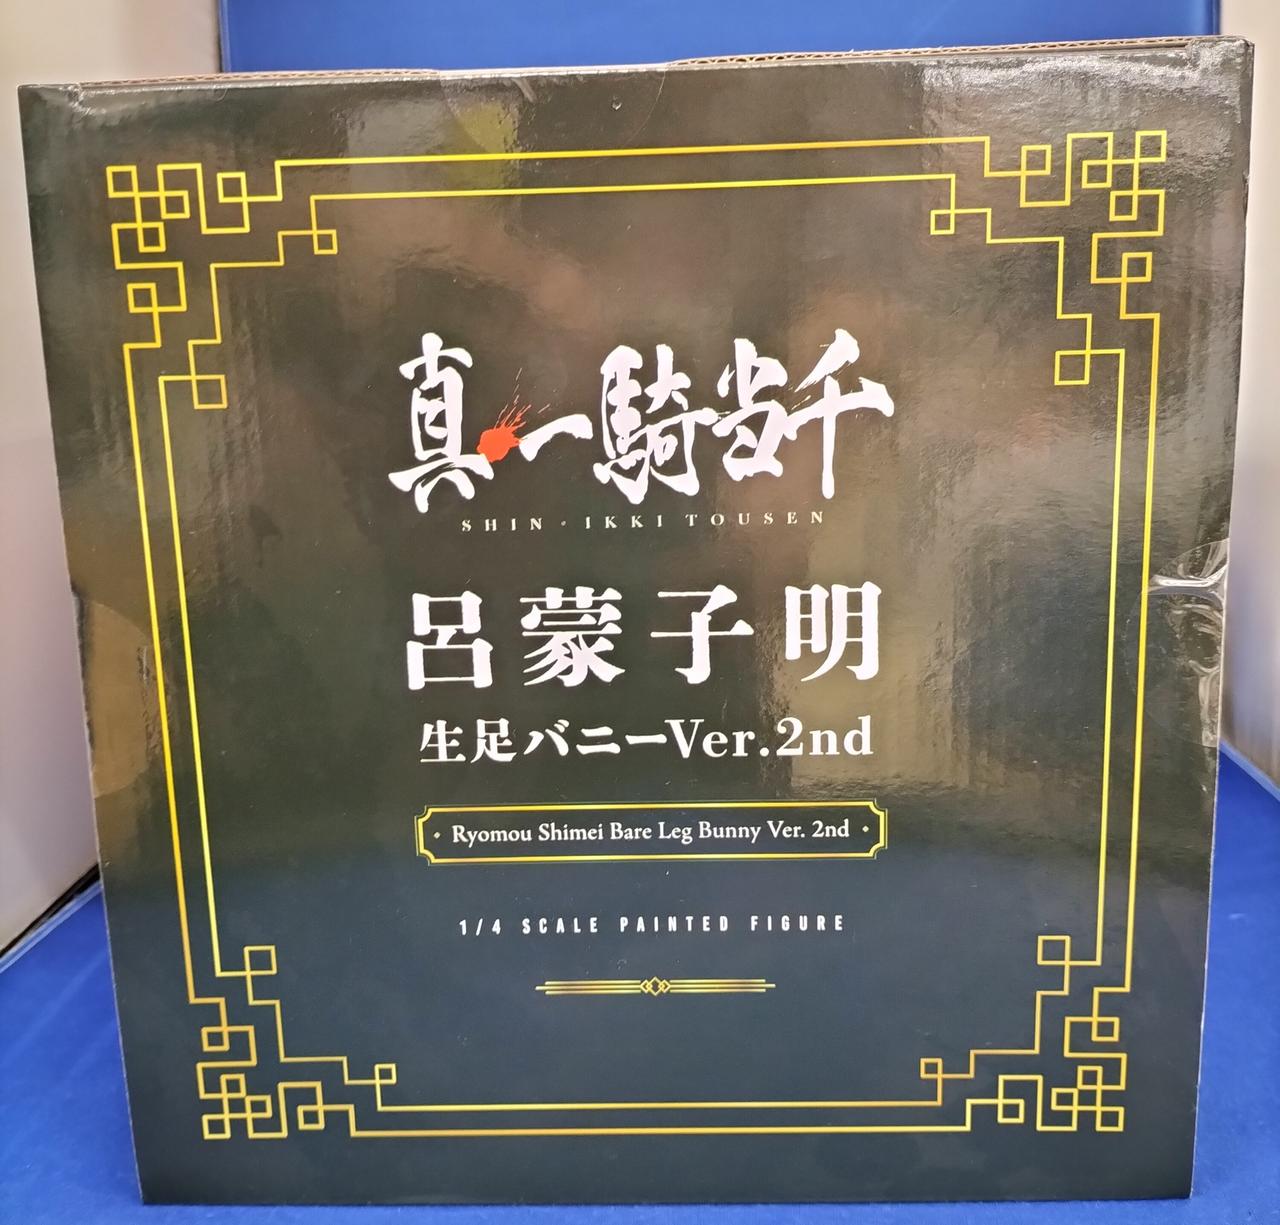 真一騎当千
SHIN・IKKI TOUSEN
呂蒙子明
生足バニーVer.2nd
Ryomou Shimei Bare Leg Bunny Ver. 2nd
1/4 SCALE PAINTED FIGURE